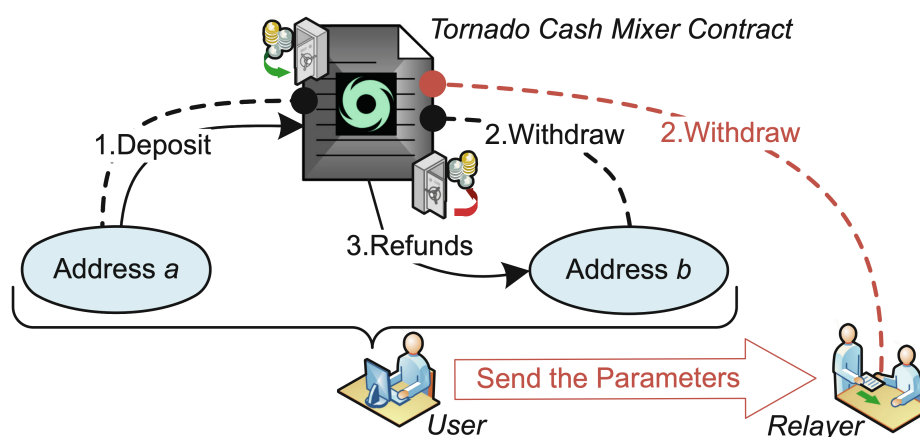 Tornado Cash Mixer Contract
1.Deposit
2.Withdraw
2.Withdraw
3.Refunds
Address a
Address b
Send the Parameters
User
Relayer